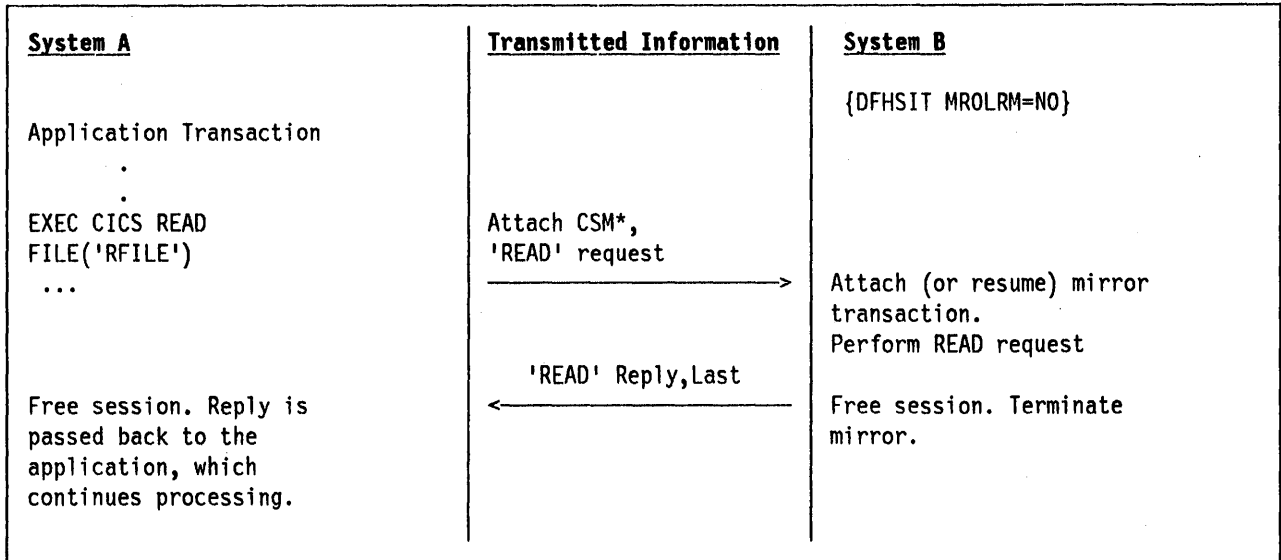 System A
Application Transaction
.
.
EXEC CICS READ
FILE('RFILE')
...
Free session. Reply is
passed back to the
application, which
continues processing.
Transmitted Information
Attach CSM*,
'READ' request
'READ' Reply,Last
System B
{DFHSIT MROLRM=NO}
Attach (or resume) mirror
transaction.
Perform READ request
Free session. Terminate
mirror.